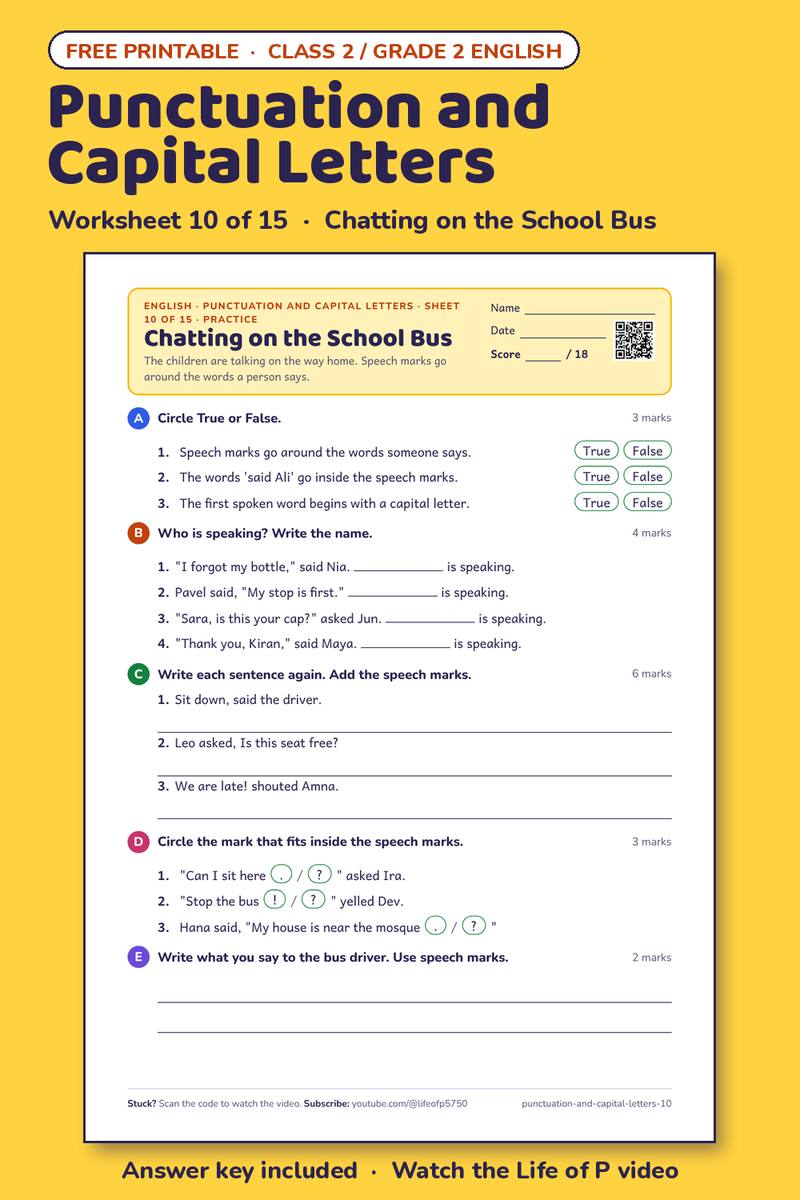 FREE PRINTABLE · CLASS 2 / GRADE 2 ENGLISH
Punctuation and
Capital Letters
Worksheet 10 of 15 · Chatting on the School Bus
ENGLISH · PUNCTUATION AND CAPITAL LETTERS · SHEET
10 OF 15 · PRACTICE
Chatting on the School Bus
The children are talking on the way home. Speech marks go
around the words a person says.
Name
Date
Score ______ / 18
A Circle True or False. 3 marks
1. Speech marks go around the words someone says. True False
2. The words 'said Ali' go inside the speech marks. True False
3. The first spoken word begins with a capital letter. True False
B Who is speaking? Write the name. 4 marks
1. "I forgot my bottle," said Nia. ____________ is speaking.
2. Pavel said, "My stop is first." ____________ is speaking.
3. "Sara, is this your cap?" asked Jun. ____________ is speaking.
4. "Thank you, Kiran," said Maya. ____________ is speaking.
C Write each sentence again. Add the speech marks. 6 marks
1. Sit down, said the driver.
2. Leo asked, Is this seat free?
3. We are late! shouted Amna.
D Circle the mark that fits inside the speech marks. 3 marks
1. "Can I sit here . / ? " asked Ira.
2. "Stop the bus ! / ? " yelled Dev.
3. Hana said, "My house is near the mosque . / ? "
E Write what you say to the bus driver. Use speech marks. 2 marks
Stuck? Scan the code to watch the video. Subscribe: youtube.com/@lifeofp5750 punctuation-and-capital-letters-10
Answer key included · Watch the Life of P video